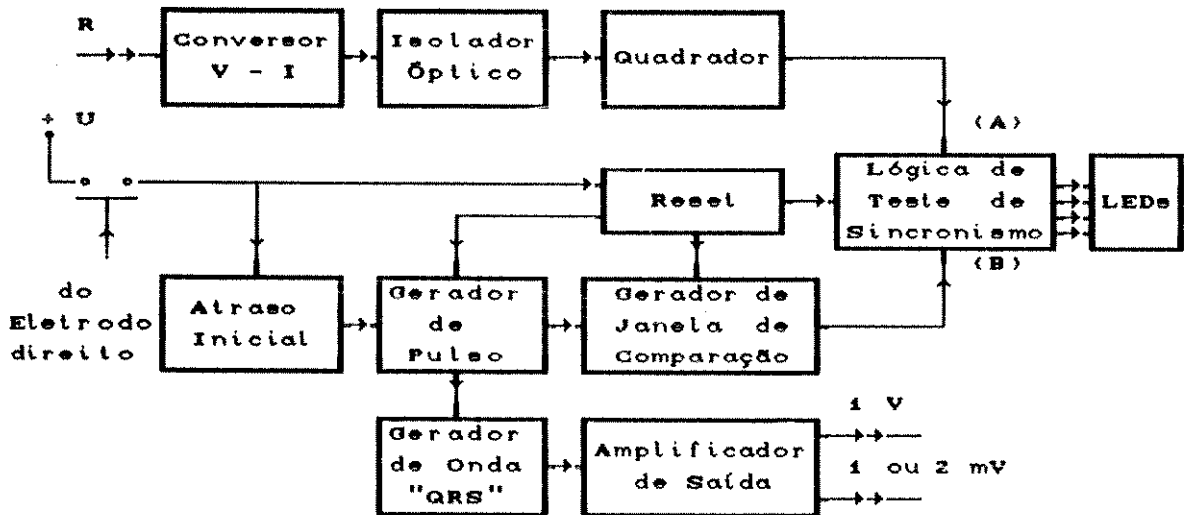 R
Conversor
V - I
Isolador
Óptico
Quadrador
+ U
(A)
Reset
Lógica de
Teste de
Sincronismo
LEDs
(B)
do
Eletrodo
direito
Atraso
Inicial
Gerador
de
Pulso
Gerador de
Janela de
Comparação
Gerador
de Onda
"QRS"
Amplificador
de Saída
1 V
1 ou 2 mV